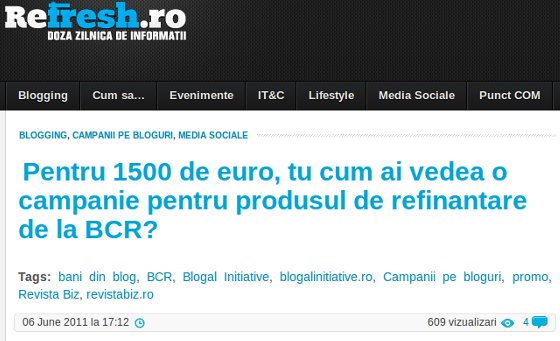 Refresh.ro
DOZA ZILNICA DE INFORMATII
Blogging Cum sa... Evenimente IT&C Lifestyle Media Sociale Punct COM
BLOGGING, CAMPANII PE BLOGURI, MEDIA SOCIALE
Pentru 1500 de euro, tu cum ai vedea o
campanie pentru produsul de refinantare
de la BCR?
Tags: bani din blog, BCR, Blogal Initiative, blogalinitiative.ro, Campanii pe bloguri, promo,
Revista Biz, revistabiz.ro
06 June 2011 la 17:12 609 vizualizari 4